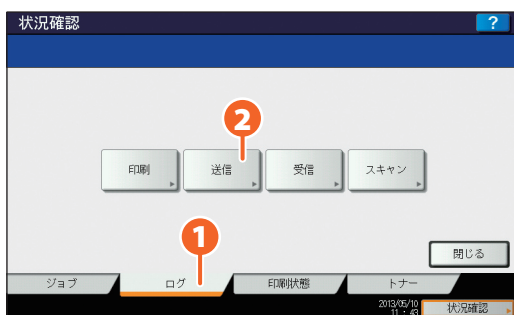 状況確認 ?
2
印刷 送信 受信 スキャン
1
閉じる
ジョブ ログ 印刷状態 トナー
2013/05/10
11 : 43
状況確認